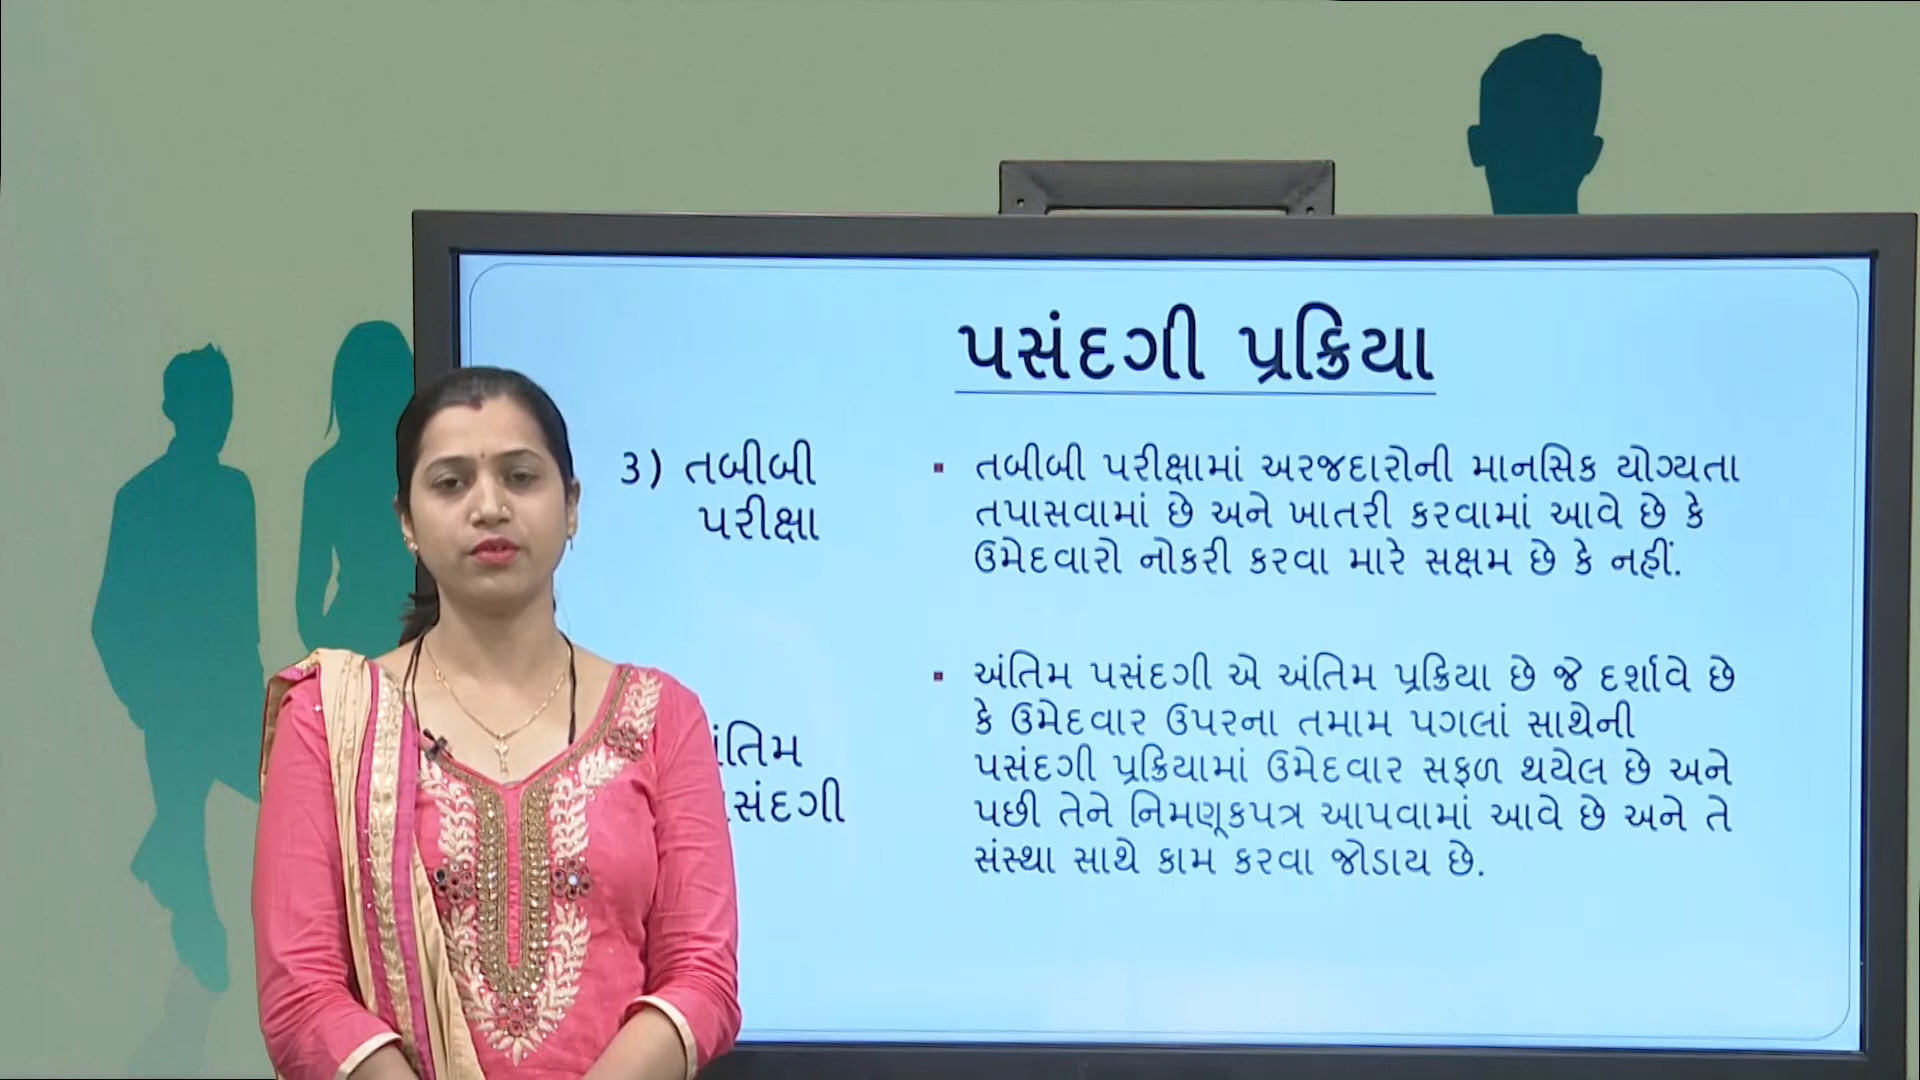 પસંદગી પ્રક્રિયા
3) તબીબી
પરીક્ષા
તબીબી પરીક્ષામાં અરજદારોની માનસિક યોગ્યતા
તપાસવામાં છે અને ખાતરી કરવામાં આવે છે કે
ઉમેદવારો નોકરી કરવા મારે સક્ષમ છે કે નહીં.
અંતિમ પસંદગી એ અંતિમ પ્રક્રિયા છે જે દર્શાવે છે
કે ઉમેદવાર ઉપરના તમામ પગલાં સાથેની
પસંદગી પ્રક્રિયામાં ઉમેદવાર સફળ થયેલ છે અને
પછી તેને નિમણૂકપત્ર આપવામાં આવે છે અને તે
સંસ્થા સાથે કામ કરવા જોડાય છે.